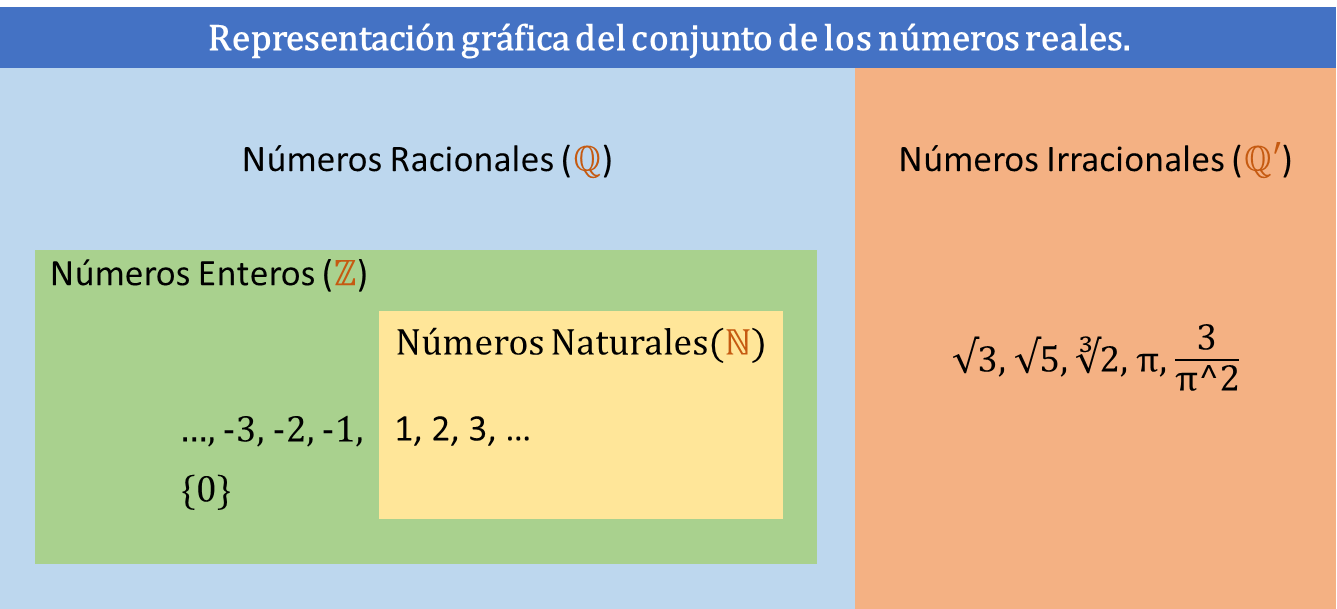 Representación gráfica del conjunto de los números reales.
Números Racionales (ℚ)
Números Irracionales (ℚ′)
Números Enteros (ℤ)
Números Naturales(ℕ)
√3, √5, ∛2, π, 3/π^2
..., -3, -2, -1,
1, 2, 3, ...
{0}